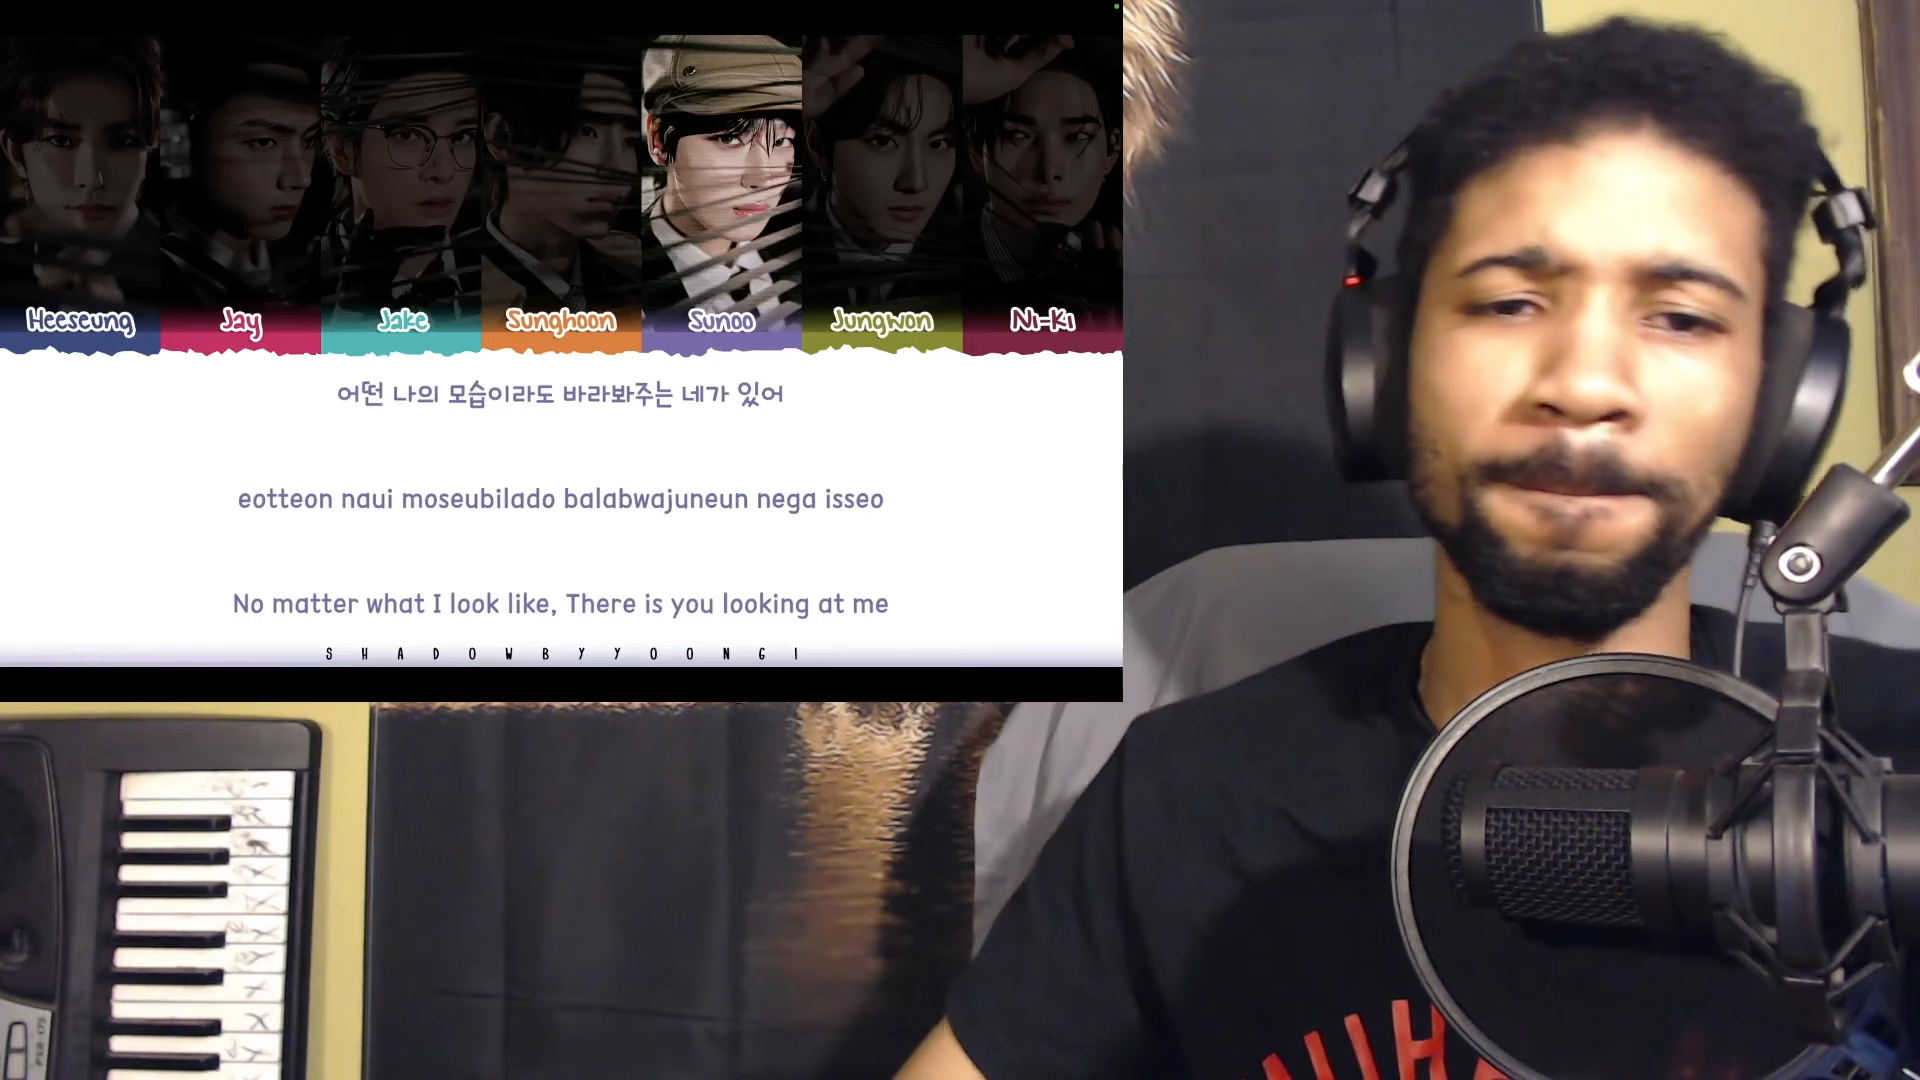 Heeseung Jay Jake Sunghoon Sunoo Jungwon Ni-Ki
어떤 나의 모습이라도 바라봐주는 네가 있어
eotteon naui moseubilado balabwajuneun nega isseo
No matter what I look like, There is you looking at me
SHADOWBYYOONGI